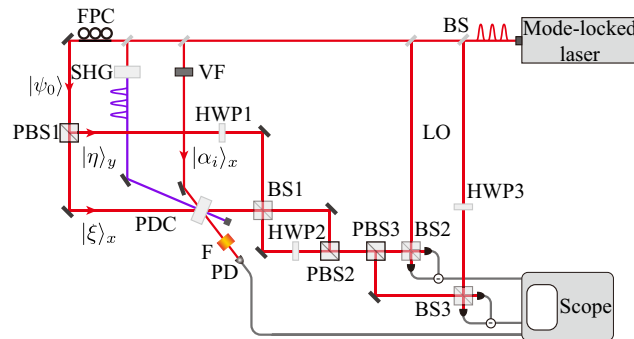 FPC
BS
Mode-locked
laser
SHG
VF
|ψ₀⟩
HWP1
PBS1
LO
|η⟩y
|αᵢ⟩x
BS1
HWP3
PDC
PBS3
BS2
|ξ⟩x
HWP2
F
PBS2
PD
BS3
Scope